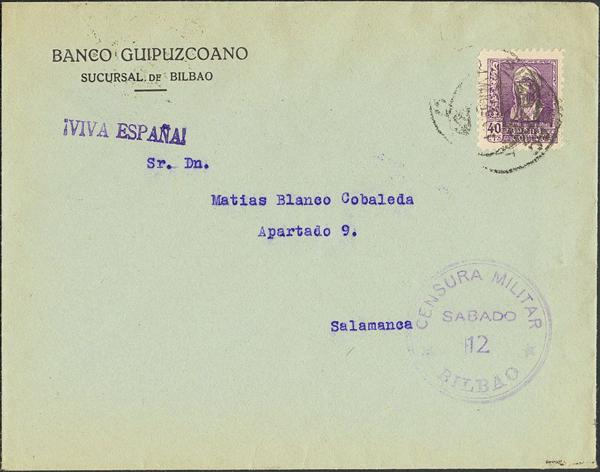 BANCO GUIPUZCOANO
SUCURSAL DE BILBAO
40
¡VIVA ESPAÑA!
Sr. Dn.
Matias Blanco Cobaleda
Apartado 9.
Salamanca
CENSURA MILITAR
SABADO
12
BILBAO